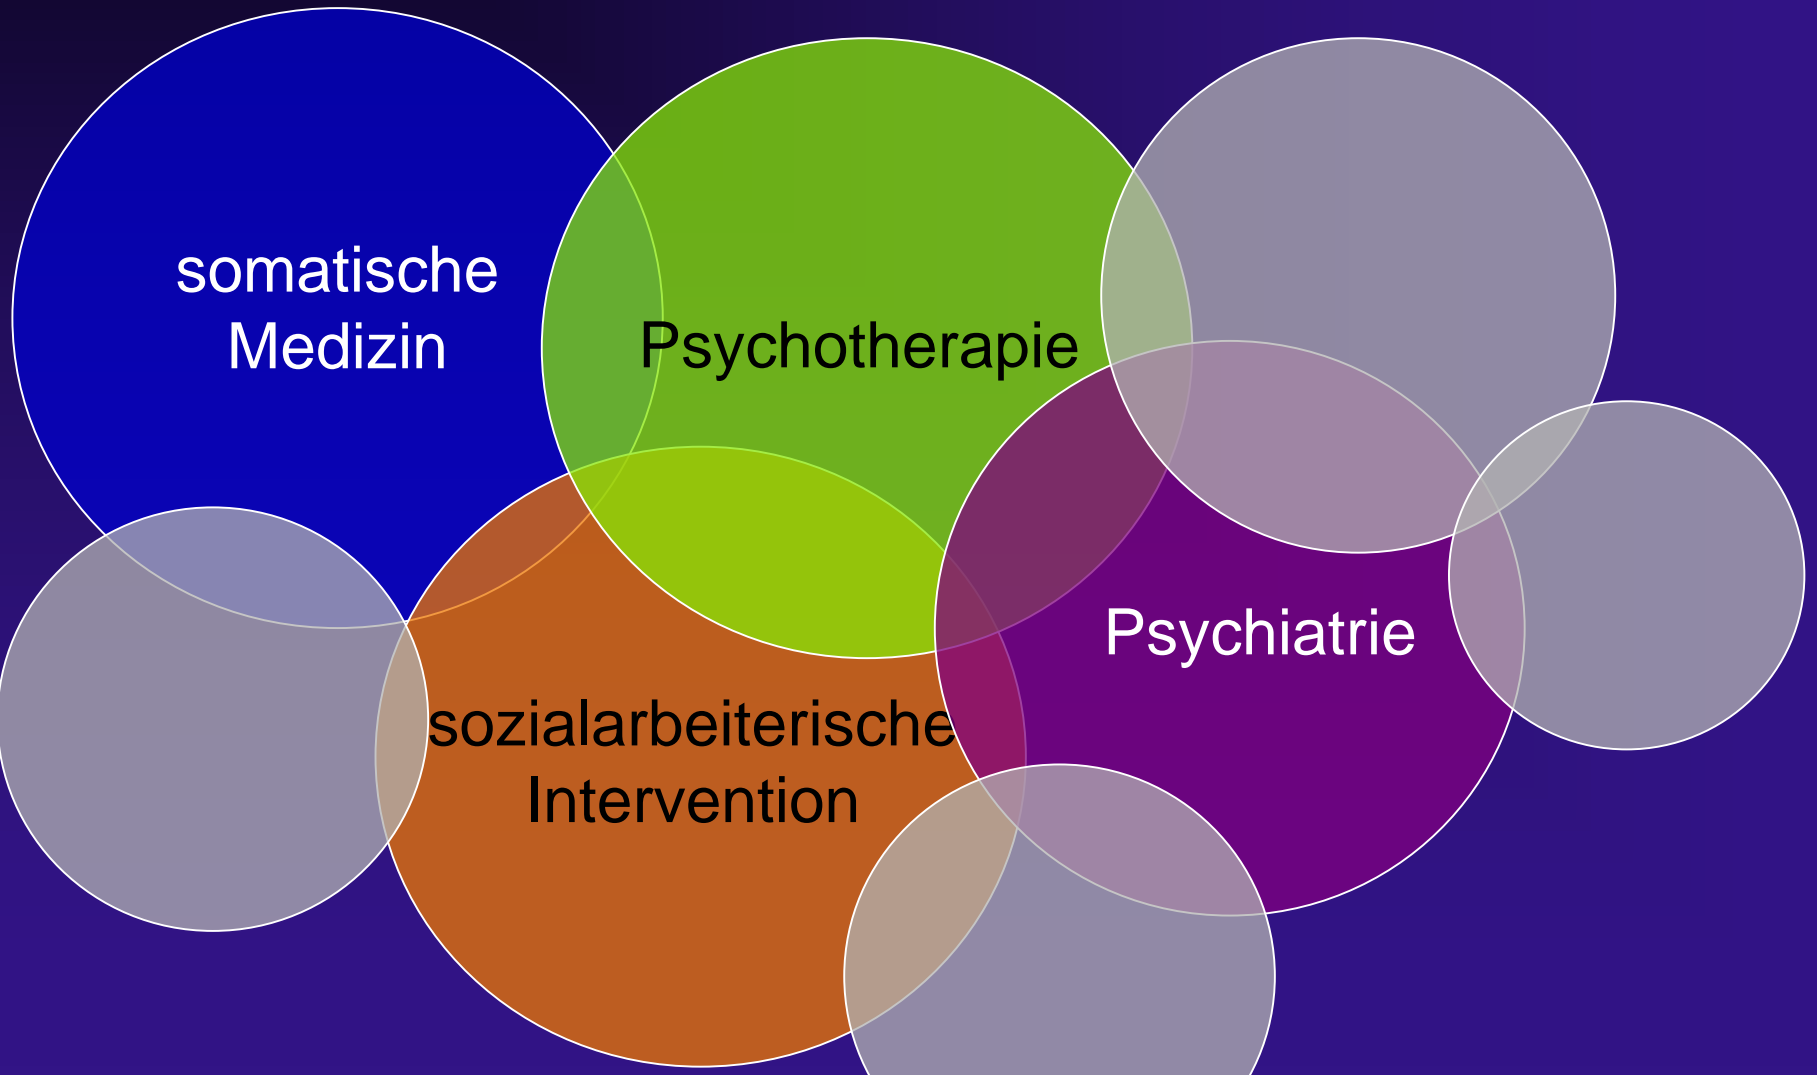 somatische
Medizin
Psychotherapie
Psychiatrie
sozialarbeiterische
Intervention